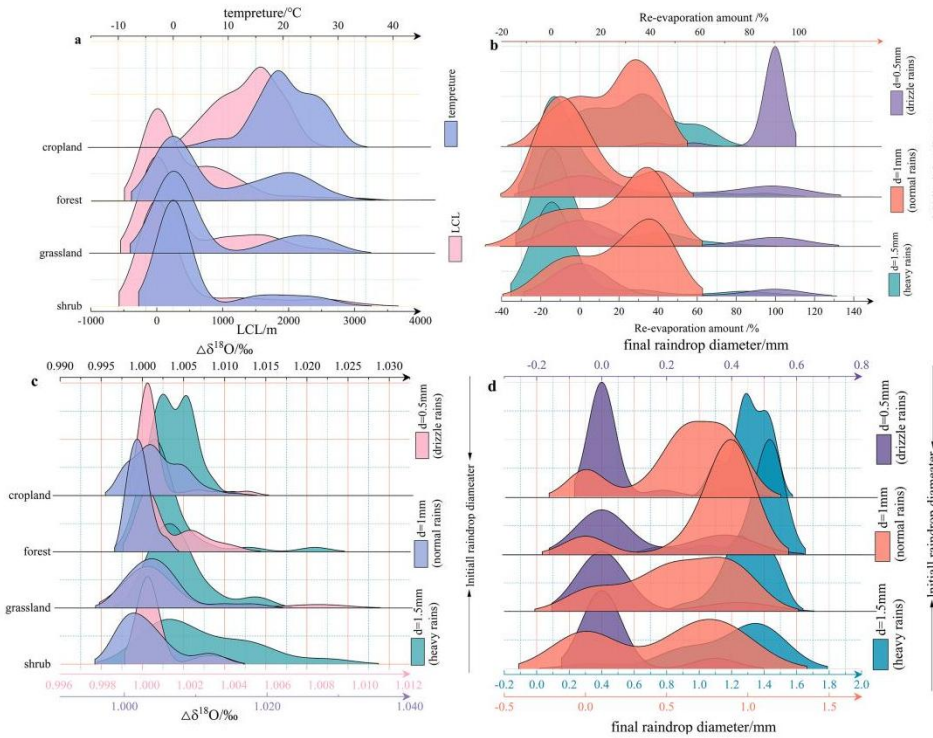 tempreture/°C
-10 0 10 20 30 40
a
cropland
forest
grassland
shrub
-1000 0 1000 2000 3000 4000
LCL/m
tempreture
LCL
Re-evaporation amount /%
-20 0 20 40 60 80 100
b
-40 -20 0 20 40 60 80 100 120 140
Re-evaporation amount /%
d=0.5mm
(drizzle rains)
d=1mm
(normal rains)
d=1.5mm
(heavy rains)
△δ¹⁸O/‰
0.990 0.995 1.000 1.005 1.010 1.015 1.020 1.025 1.030
c
cropland
forest
grassland
shrub
0.996 0.998 1.000 1.002 1.004 1.006 1.008 1.010 1.012
1.000 1.020 1.040
△δ¹⁸O/‰
d=0.5mm
(drizzle rains)
d=1mm
(normal rains)
d=1.5mm
(heavy rains)
Initiall raindrop diameater
final raindrop diameter/mm
-0.2 0.0 0.2 0.4 0.6 0.8
d
-0.2 0.0 0.2 0.4 0.6 0.8 1.0 1.2 1.4 1.6 1.8 2.0
-0.5 0.0 0.5 1.0 1.5
final raindrop diameter/mm
d=0.5mm
(drizzle rains)
d=1mm
(normal rains)
d=1.5mm
(heavy rains)
Initiall raindrop diameater